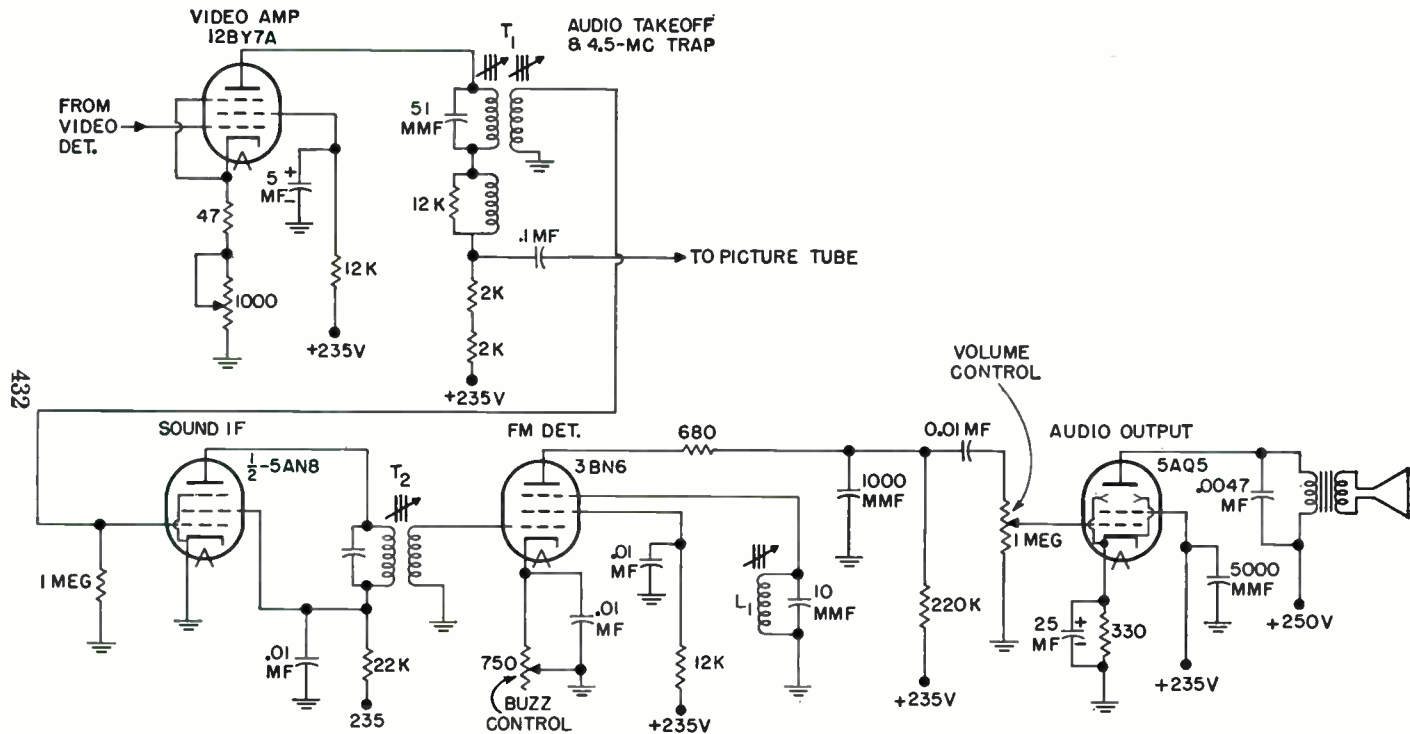 VIDEO AMP
12BY7A
T1
AUDIO TAKEOFF
& 4.5-MC TRAP
FROM
VIDEO
DET.
51
MMF
5
MF
+
-
47
12K
.1MF
TO PICTURE TUBE
1000
12K
2K
2K
+235V
+235V
432
VOLUME
CONTROL
SOUND IF
1/2-5AN8
T2
FM DET.
3BN6
680
0.01MF
AUDIO OUTPUT
5AQ5
1000
MMF
.0047
MF
1 MEG
1 MEG
.01
MF
.01
MF
L1
10
MMF
220K
5000
MMF
25
MF
+
-
330
+250V
.01
MF
22K
750
12K
BUZZ
CONTROL
235
+235V
+235V
+235V